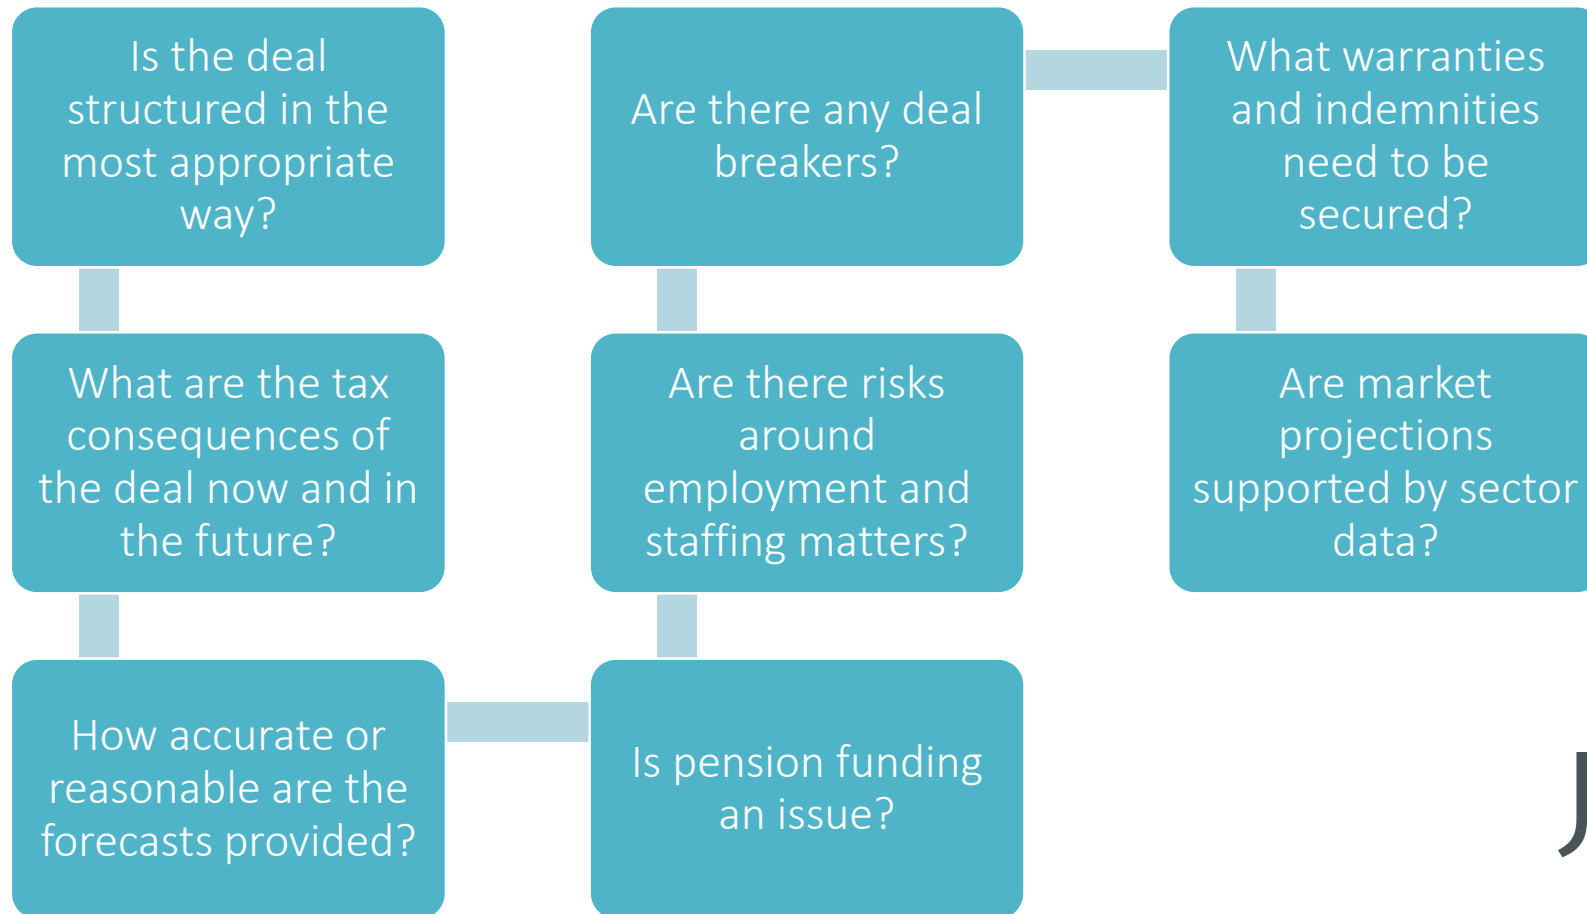 Is the deal
structured in the
most appropriate
way?
What are the tax
consequences of
the deal now and in
the future?
How accurate or
reasonable are the
forecasts provided?
Is pension funding
an issue?
Are there risks
around
employment and
staffing matters?
Are there any deal
breakers?
What warranties
and indemnities
need to be
secured?
Are market
projections
supported by sector
data?
J